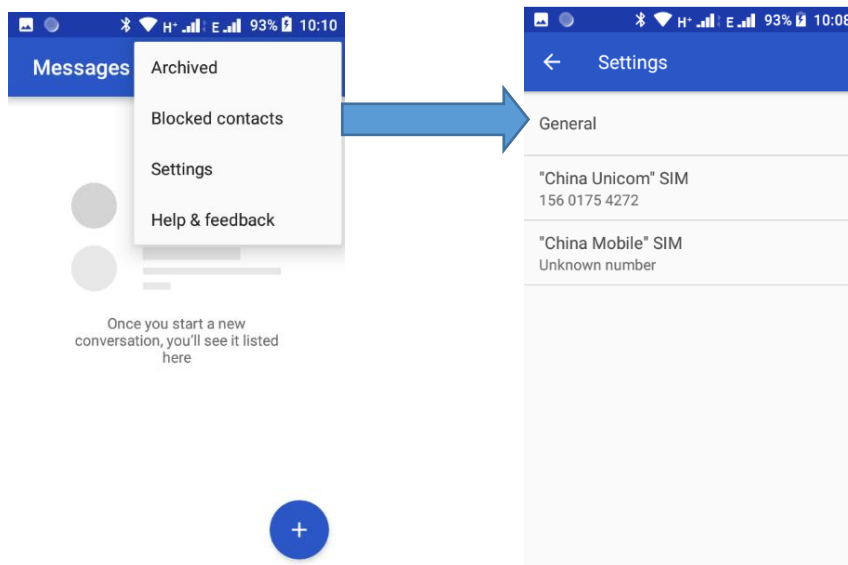 H+ E 93% 10:10
Messages
Archived
Blocked contacts
Settings
Help & feedback
Once you start a new
conversation, you'll see it listed
here
+
H+ E 93% 10:08
Settings
General
"China Unicom" SIM
156 0175 4272
"China Mobile" SIM
Unknown number